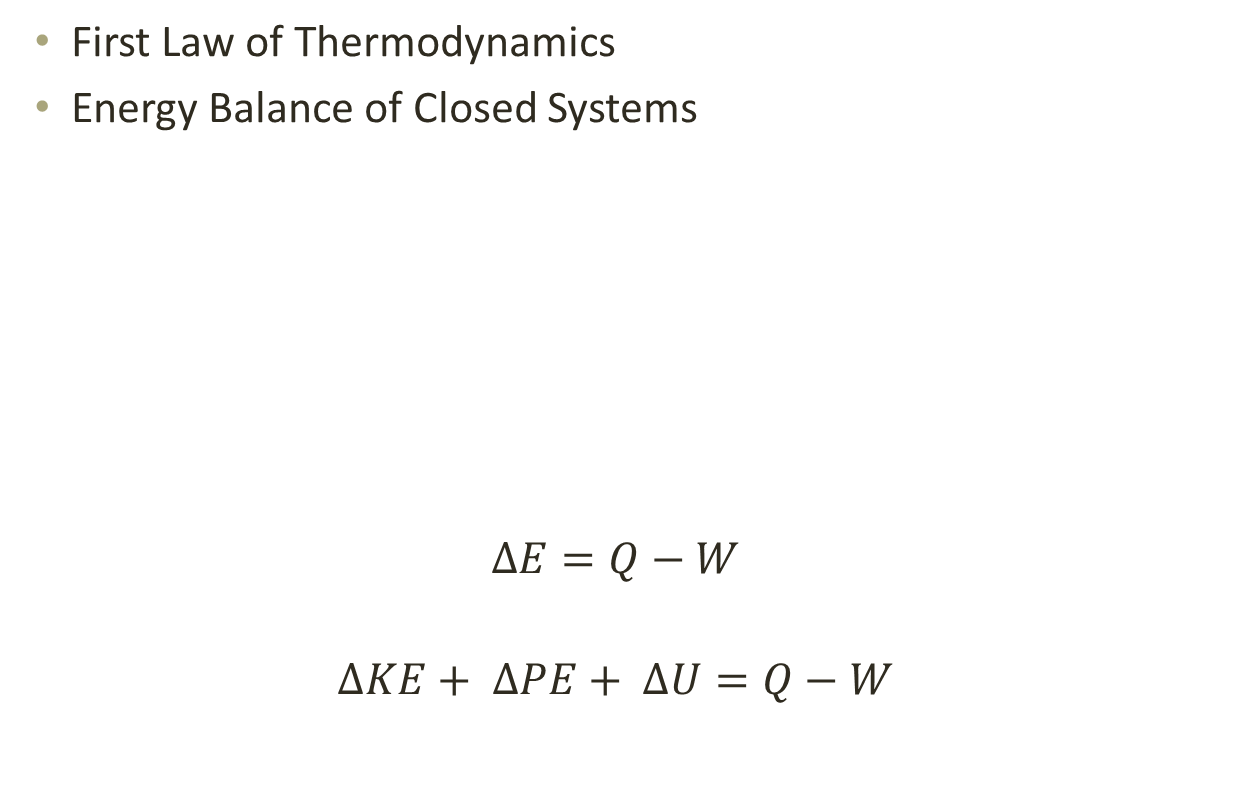 • First Law of Thermodynamics
• Energy Balance of Closed Systems
ΔE = Q − W
ΔKE + ΔPE + ΔU = Q − W